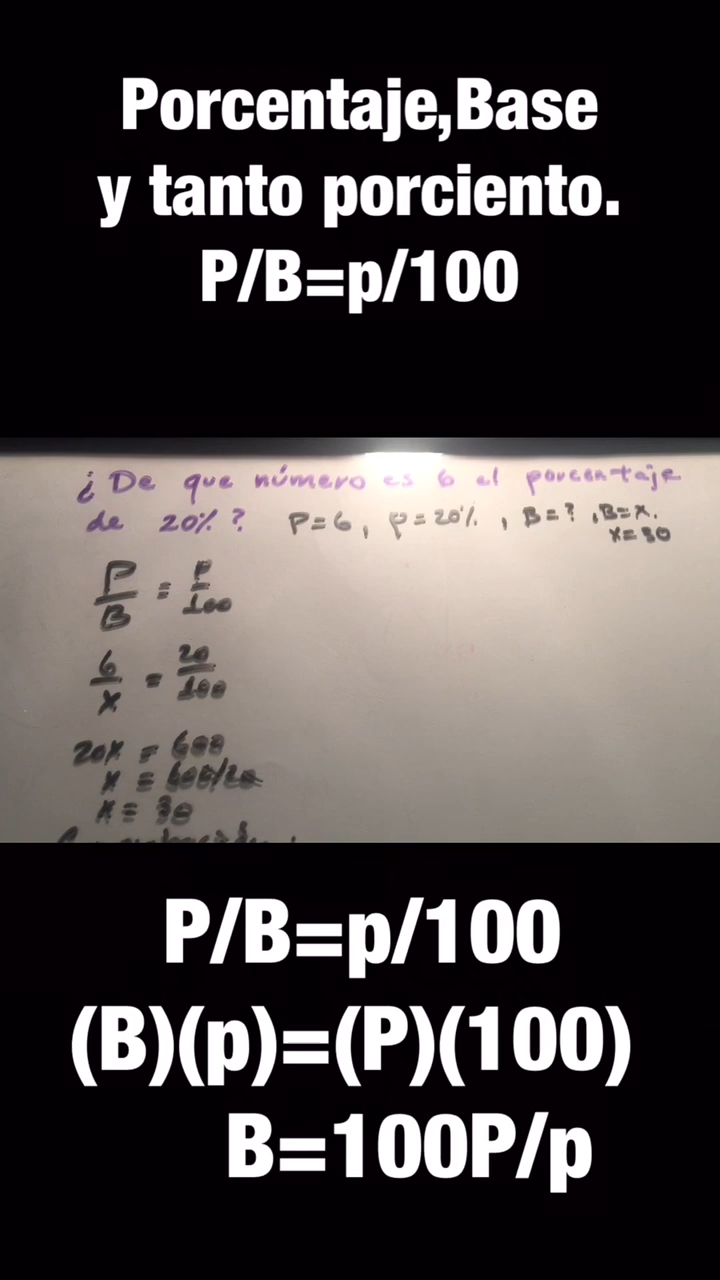 Porcentaje,Base
y tanto porciento.
P/B=p/100
¿De que número es 6 el porcentaje
de 20%? P=6, p=20%, B=?, B=x.
x=30
P/B = p/100
6/x = 20/100
20x = 600
x = 600/20
x = 30
P/B=p/100
(B)(p)=(P)(100)
B=100P/p